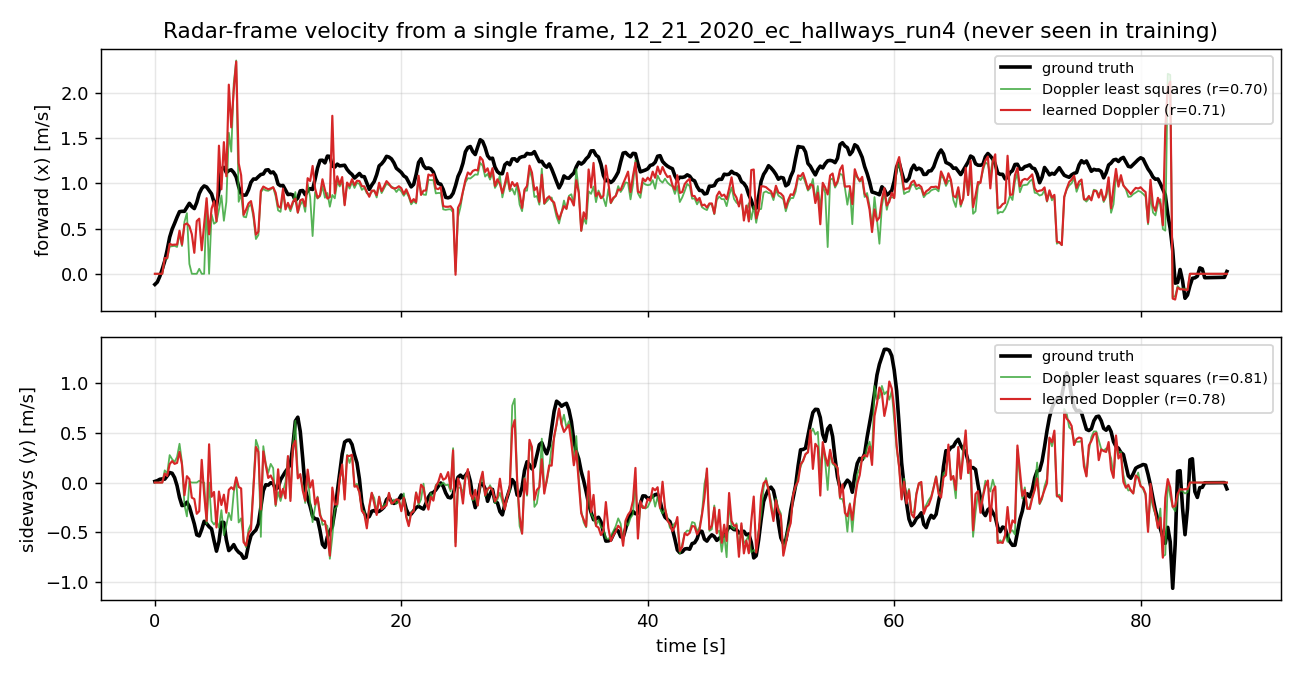 Radar-frame velocity from a single frame, 12_21_2020_ec_hallways_run4 (never seen in training)
forward (x) [m/s]
2.0
1.5
1.0
0.5
0.0
ground truth
Doppler least squares (r=0.70)
learned Doppler (r=0.71)
sideways (y) [m/s]
1.0
0.5
0.0
−0.5
−1.0
ground truth
Doppler least squares (r=0.81)
learned Doppler (r=0.78)
0 20 40 60 80
time [s]